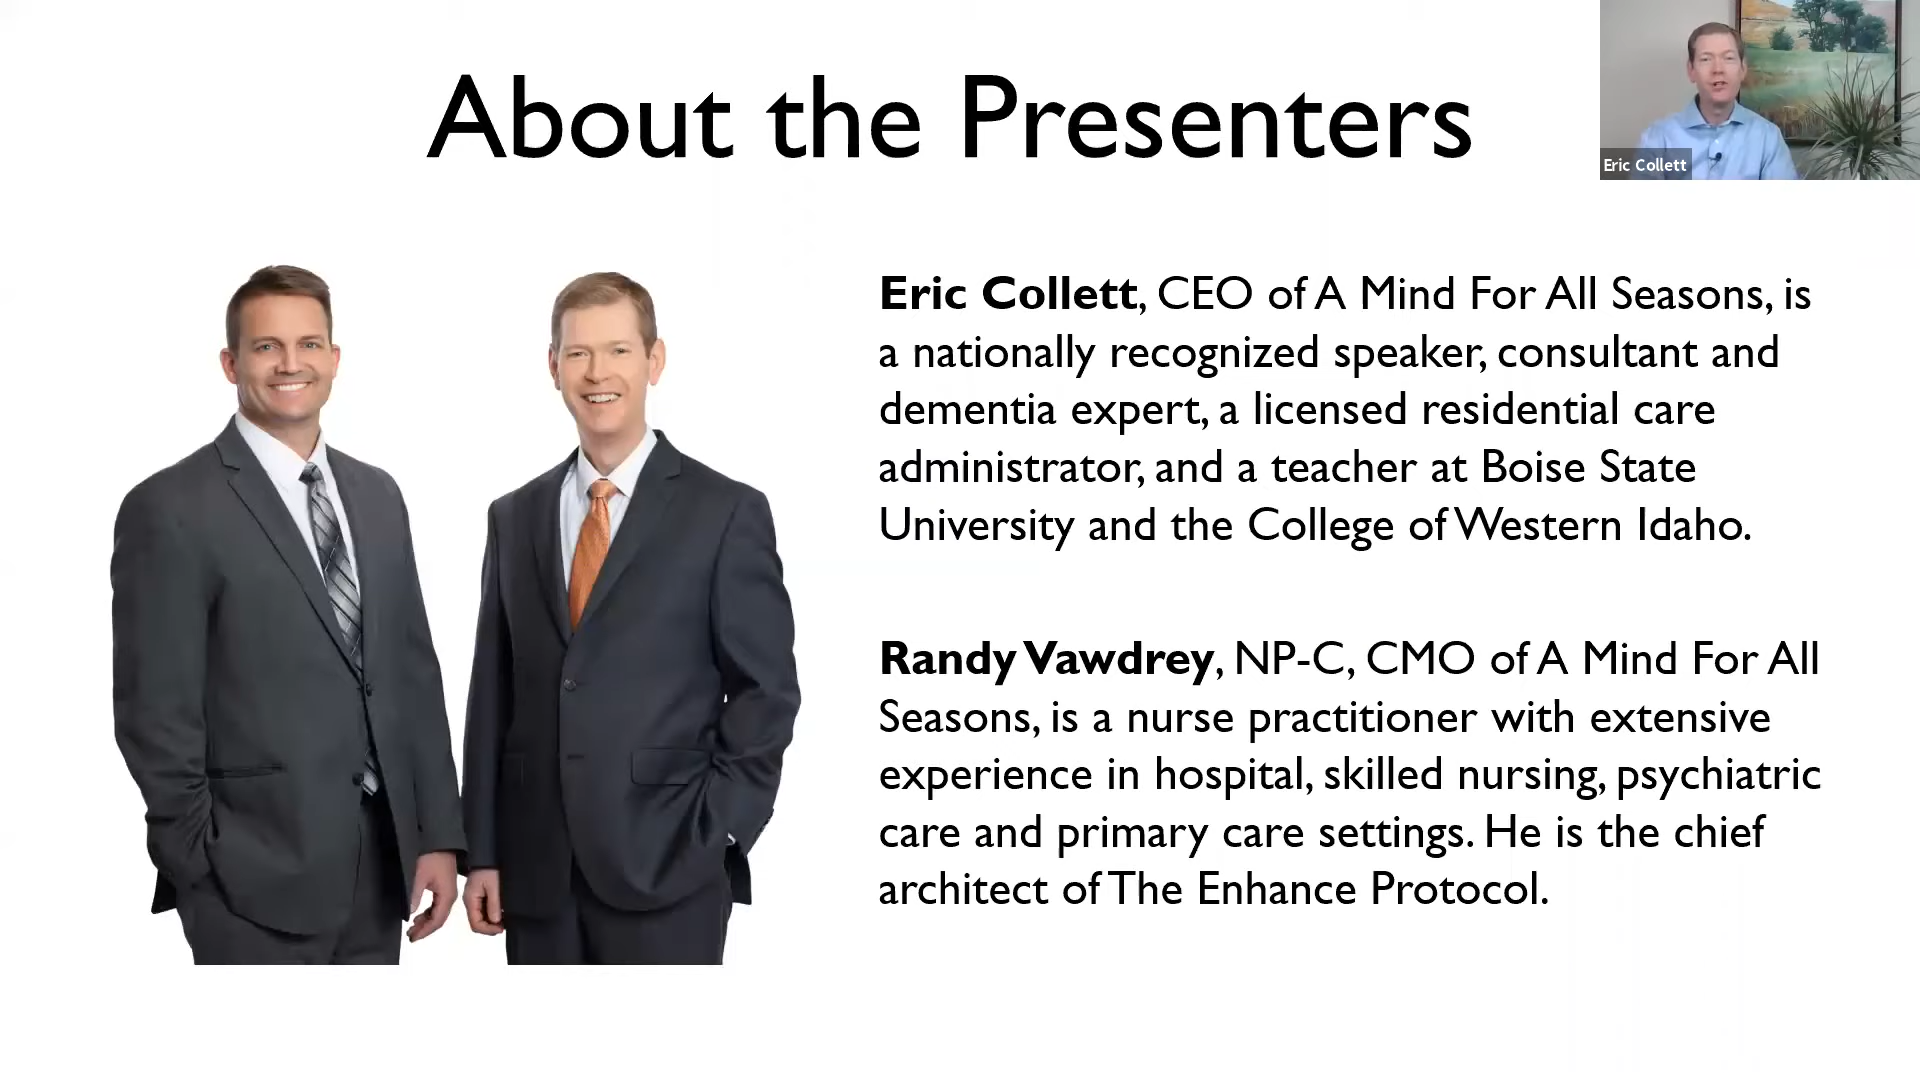 About the Presenters
Eric Collett
Eric Collett, CEO of A Mind For All Seasons, is
a nationally recognized speaker, consultant and
dementia expert, a licensed residential care
administrator, and a teacher at Boise State
University and the College of Western Idaho.
Randy Vawdrey, NP-C, CMO of A Mind For All
Seasons, is a nurse practitioner with extensive
experience in hospital, skilled nursing, psychiatric
care and primary care settings. He is the chief
architect of The Enhance Protocol.